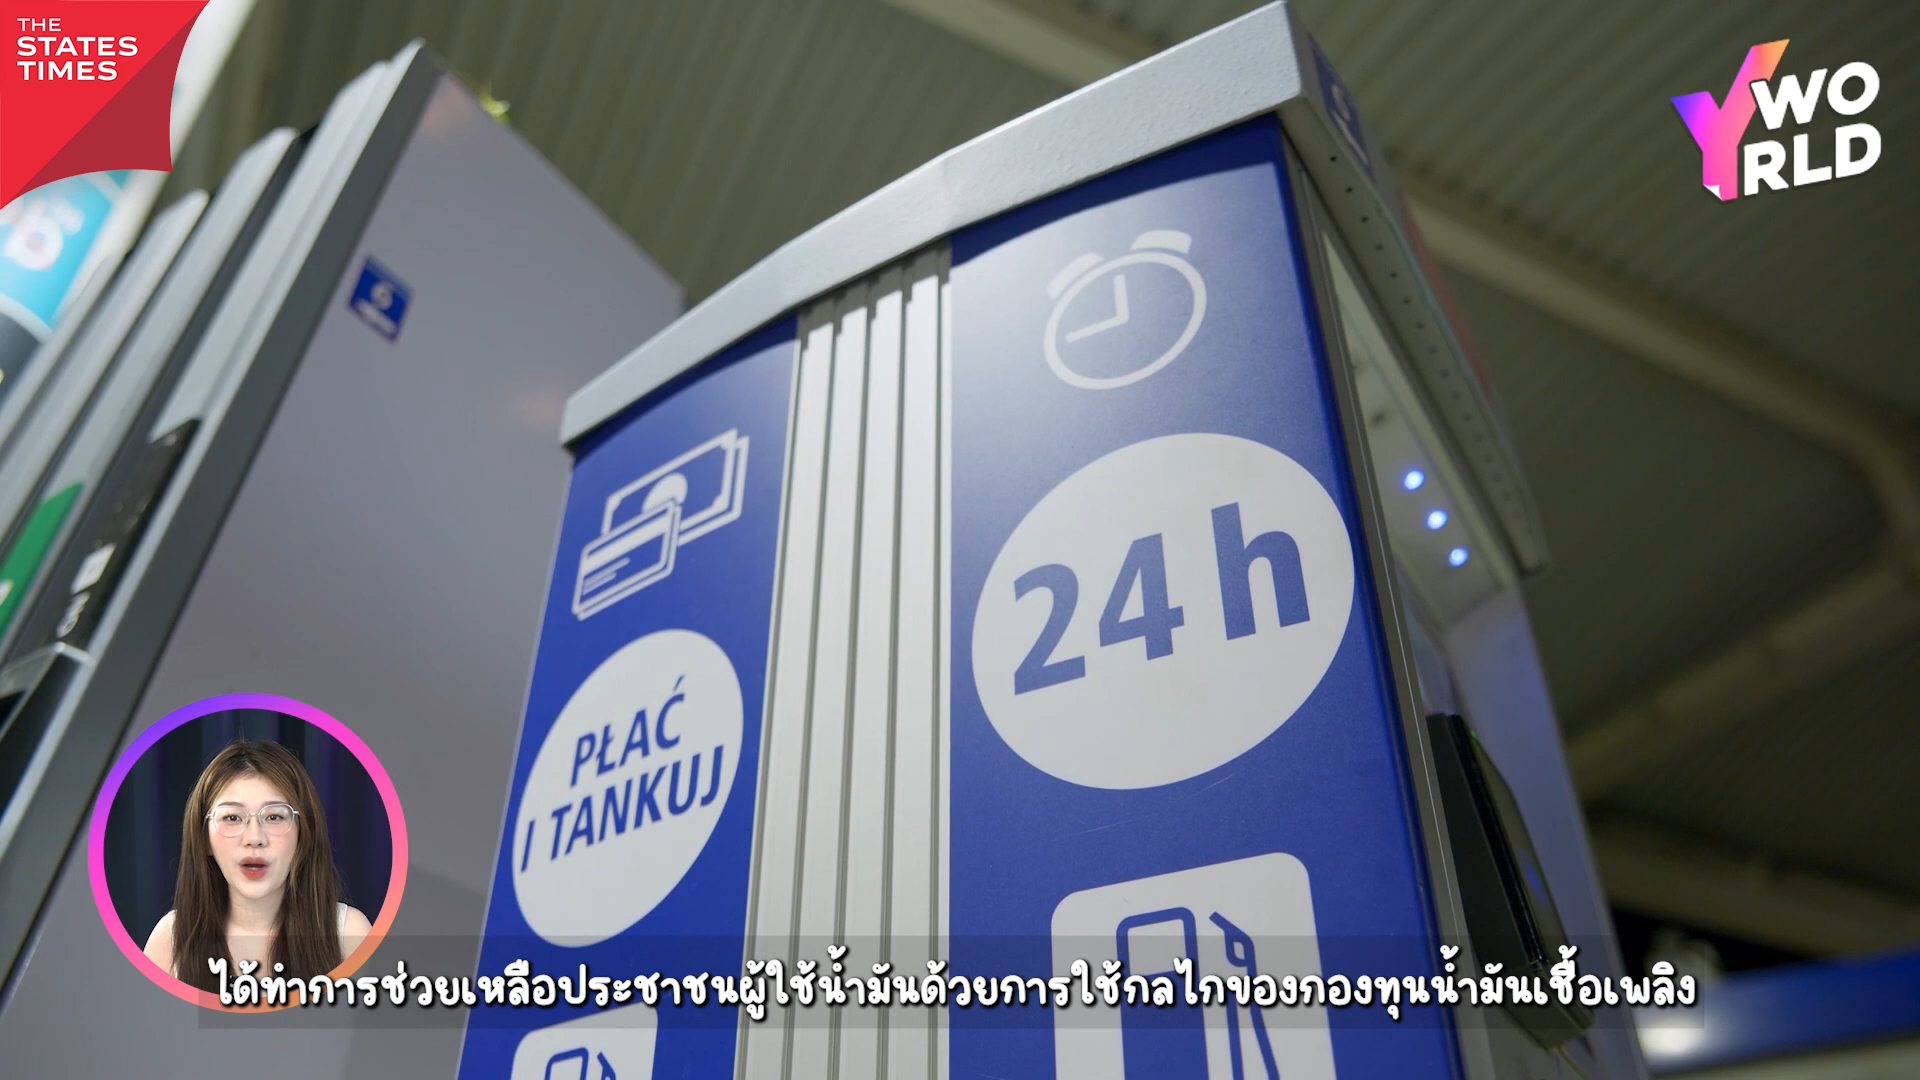 THE
STATES
TIMES
Y WO
RLD
6
24 h
PŁAĆ
I TANKUJ
ได้ทำการช่วยเหลือประชาชนผู้ใช้น้ำมันด้วยการใช้กลไกของกองทุนน้ำมันเชื้อเพลิง